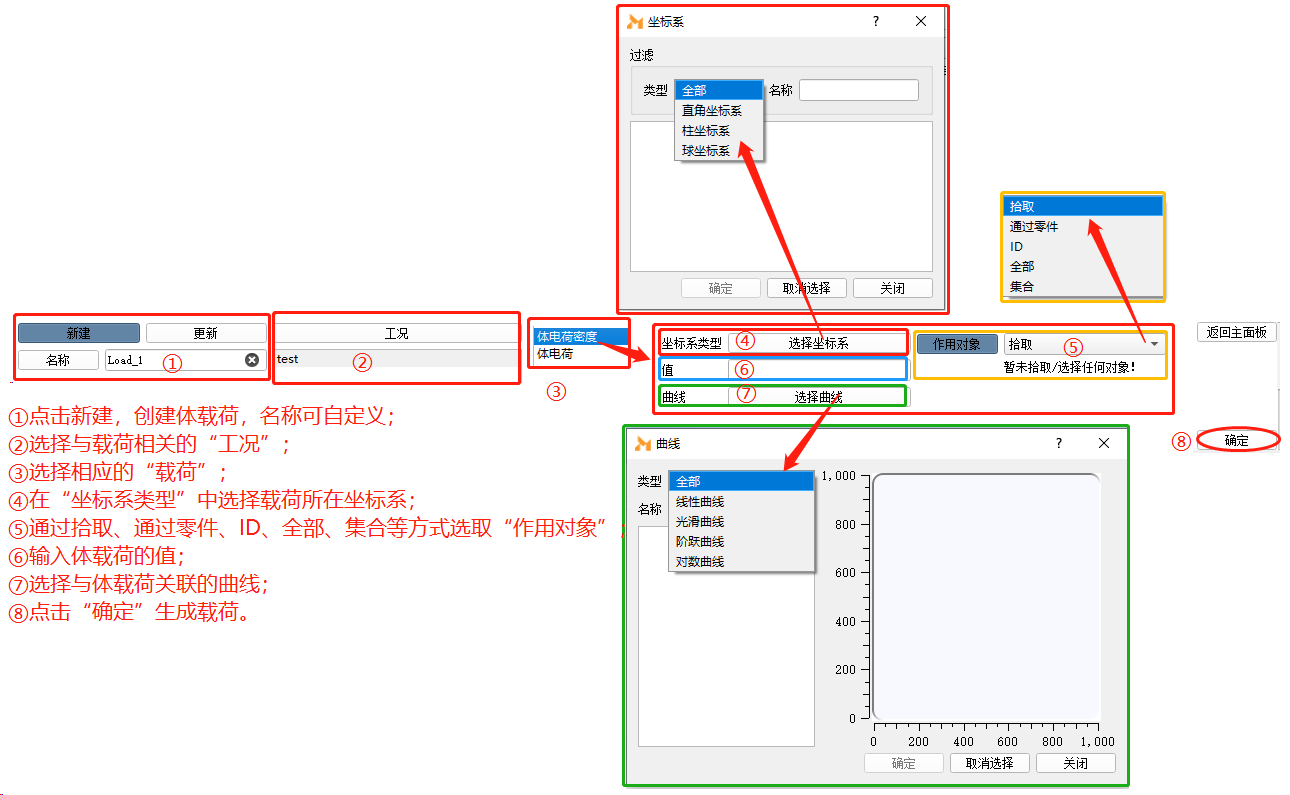 坐标系 ?
过滤
类型 全部 名称
直角坐标系
柱坐标系
球坐标系
确定 取消选择 关闭
拾取
通过零件
ID
全部
集合
新建 更新
名称 Load_1 ①
工况
test ②
体电荷密度
体电荷
③
坐标系类型 ④ 选择坐标系
值 ⑥
曲线 ⑦ 选择曲线
作用对象 拾取 ⑤
暂未拾取/选择任何对象!
返回主面板
⑧ 确定
①点击新建，创建体载荷，名称可自定义；
②选择与载荷相关的“工况”；
③选择相应的“载荷”；
④在“坐标系类型”中选择载荷所在坐标系；
⑤通过拾取、通过零件、ID、全部、集合等方式选取“作用对象”；
⑥输入体载荷的值；
⑦选择与体载荷关联的曲线；
⑧点击“确定”生成载荷。
曲线 ?
类型 全部
名称 线性曲线
光滑曲线
阶跃曲线
对数曲线
1,000
800
600
400
200
0
0 200 400 600 800 1,000
确定 取消选择 关闭